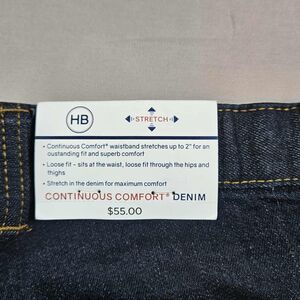 HB
STRETCH
• Continuous Comfort® waistband stretches up to 2" for an
oustanding fit and superb comfort
• Loose fit - sits at the waist, loose fit through the hips and
thighs
• Stretch in the denim for maximum comfort
CONTINUOUS COMFORT® DENIM
$55.00